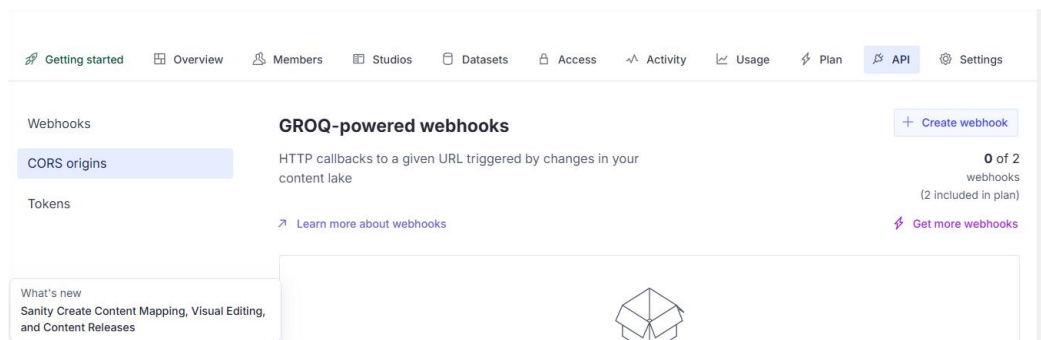 Getting started Overview Members Studios Datasets Access Activity Usage Plan API Settings
Webhooks
CORS origins
Tokens
GROQ-powered webhooks
HTTP callbacks to a given URL triggered by changes in your
content lake
Learn more about webhooks
+ Create webhook
0 of 2
webhooks
(2 included in plan)
Get more webhooks
What's new
Sanity Create Content Mapping, Visual Editing,
and Content Releases